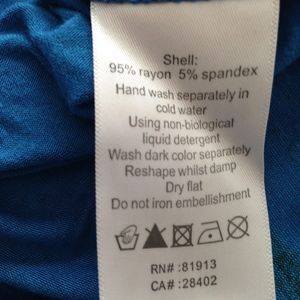 Shell:
95% rayon 5% spandex
Hand wash separately in
cold water
Using non-biological
liquid detergent
Wash dark color separately
Reshape whilst damp
Dry flat
Do not iron embellishment
RN# :81913
CA# :28402